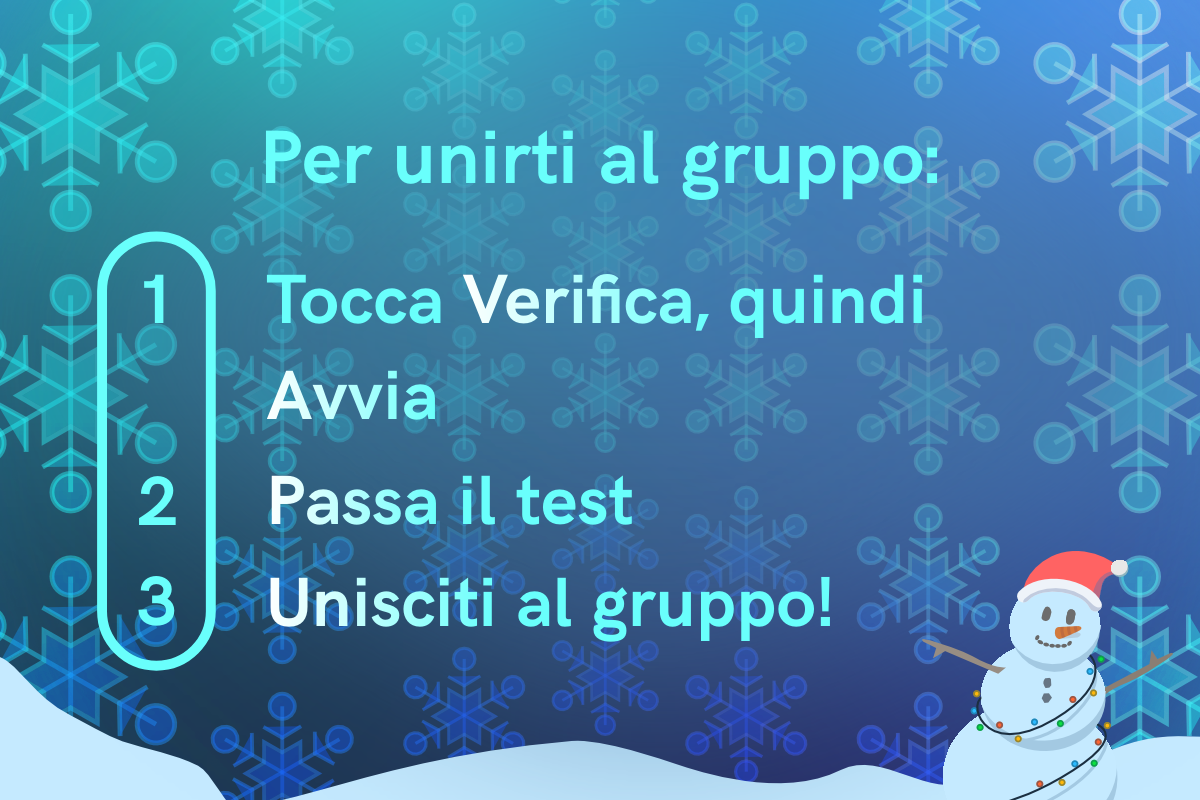 Per unirti al gruppo:
1 Tocca Verifica, quindi
Avvia
2 Passa il test
3 Unisciti al gruppo!